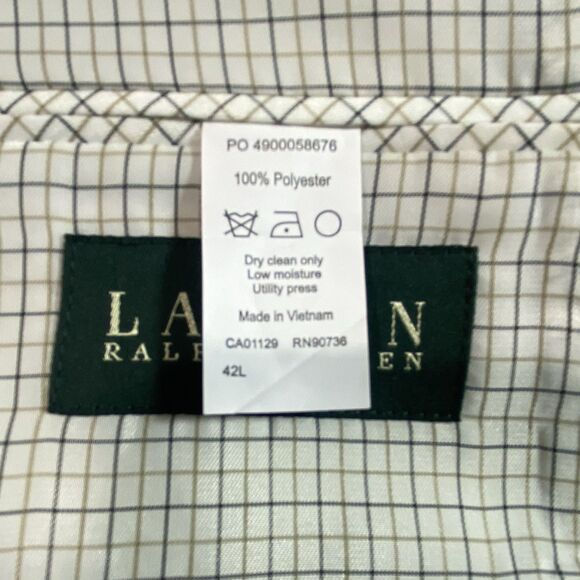 PO 4900058676
100% Polyester
Dry clean only
Low moisture
Utility press
Made in Vietnam
CA01129 RN90736
42L
LA N
RAL EN